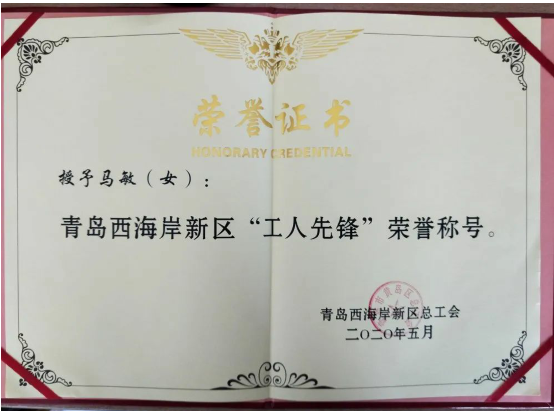 荣誉证书
HONORARY CREDENTIAL
授予马敏（女）：
青岛西海岸新区“工人先锋”荣誉称号。
青岛西海岸新区总工会
二〇二〇年五月